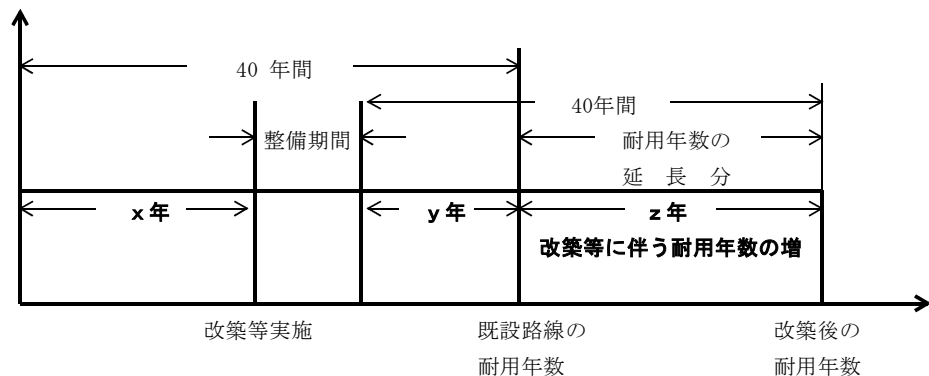 40 年間
40年間
整備期間
耐用年数の
延 長 分
x 年
y 年
z 年
改築等に伴う耐用年数の増
改築等実施
既設路線の
耐用年数
改築後の
耐用年数